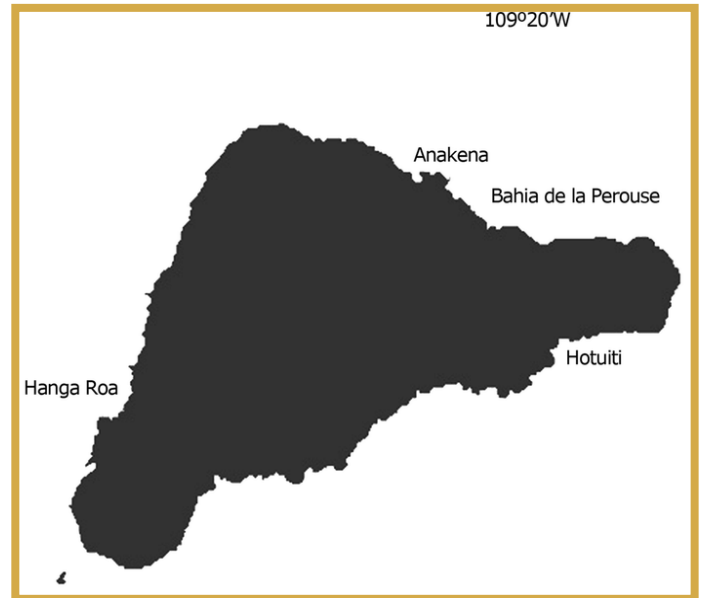 109º20'W
Anakena
Bahia de la Perouse
Hotuiti
Hanga Roa